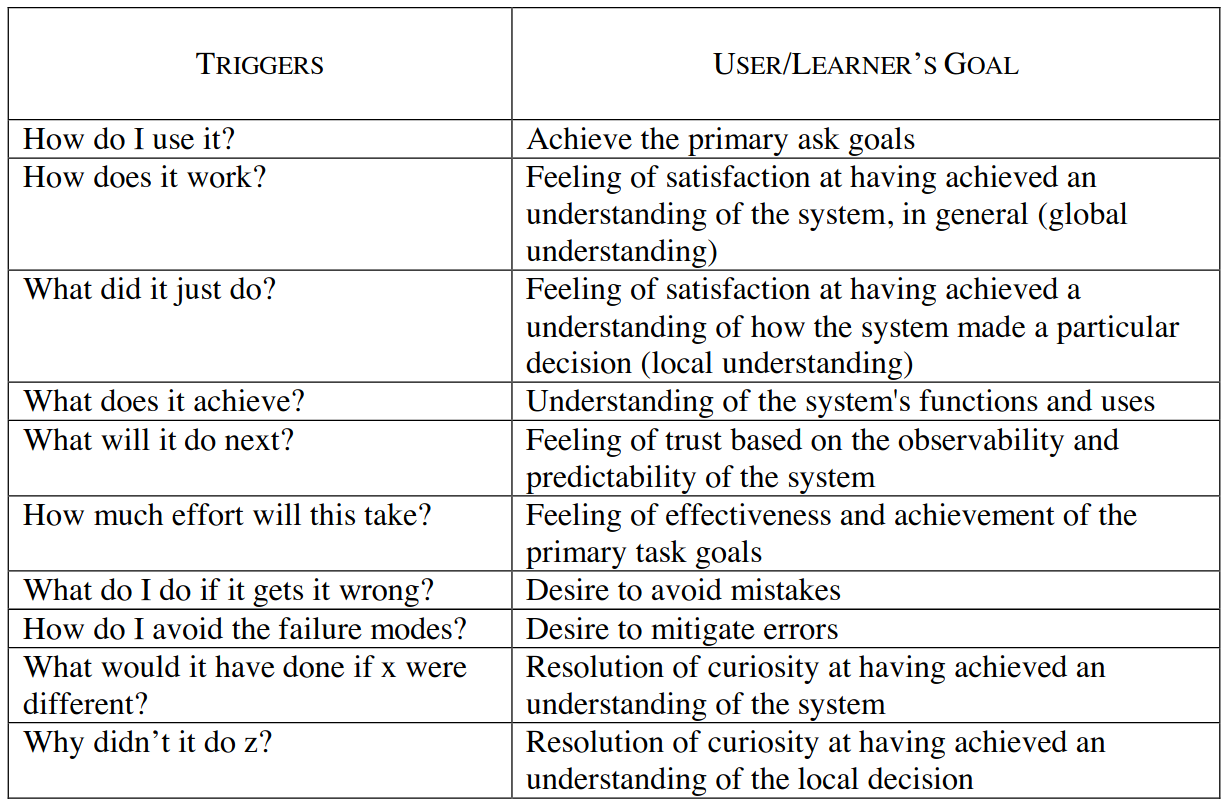 TRIGGERS
USER/LEARNER'S GOAL
How do I use it?
Achieve the primary ask goals
How does it work?
Feeling of satisfaction at having achieved an
understanding of the system, in general (global
understanding)
What did it just do?
Feeling of satisfaction at having achieved a
understanding of how the system made a particular
decision (local understanding)
What does it achieve?
Understanding of the system's functions and uses
What will it do next?
Feeling of trust based on the observability and
predictability of the system
How much effort will this take?
Feeling of effectiveness and achievement of the
primary task goals
What do I do if it gets it wrong?
Desire to avoid mistakes
How do I avoid the failure modes?
Desire to mitigate errors
What would it have done if x were
different?
Resolution of curiosity at having achieved an
understanding of the system
Why didn’t it do z?
Resolution of curiosity at having achieved an
understanding of the local decision